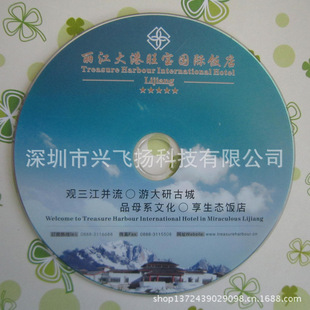 丽江大港旺宫国际饭店
Treasure Harbour International Hotel
Lijiang
深圳市兴飞扬科技有限公司
观三江并流○游大研古城
品母系文化○享生态饭店
Welcome to Treasure Harbour International Hotel in Miraculous Lijiang
shop1372439029098.1688.com